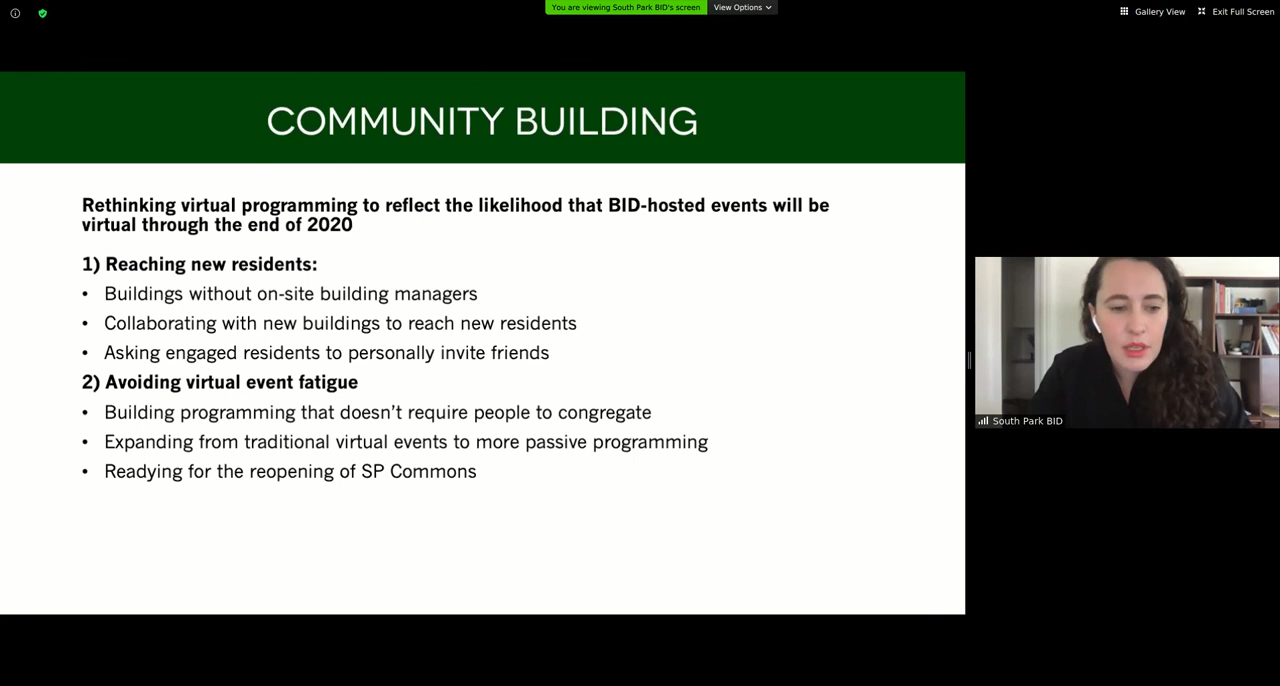 You are viewing South Park BID's screen
View Options
Gallery View
Exit Full Screen
COMMUNITY BUILDING
Rethinking virtual programming to reflect the likelihood that BID-hosted events will be
virtual through the end of 2020
1) Reaching new residents:
• Buildings without on-site building managers
• Collaborating with new buildings to reach new residents
• Asking engaged residents to personally invite friends
2) Avoiding virtual event fatigue
• Building programming that doesn’t require people to congregate
• Expanding from traditional virtual events to more passive programming
• Readying for the reopening of SP Commons
South Park BID